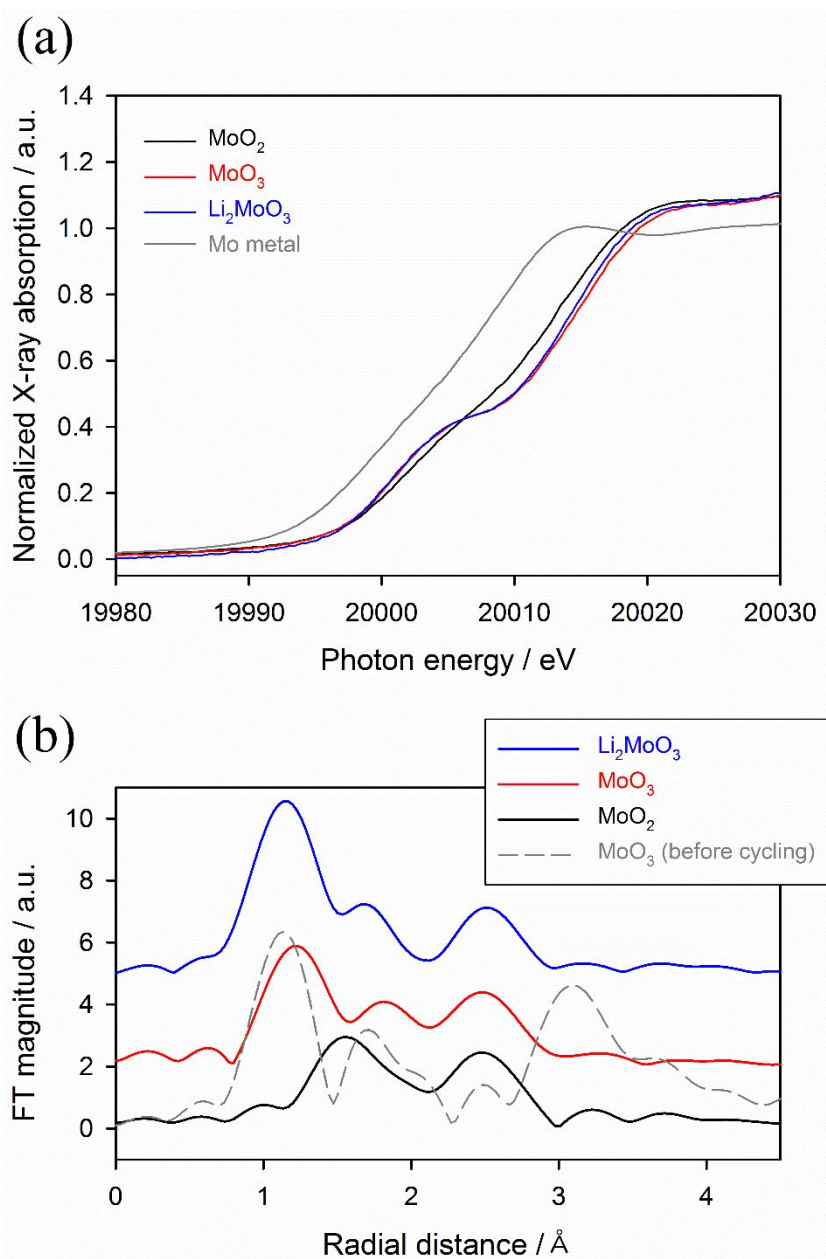 (a)
Normalized X-ray absorption / a.u.
1.4
1.2
1.0
0.8
0.6
0.4
0.2
0.0
MoO₂
MoO₃
Li₂MoO₃
Mo metal
19980 19990 20000 20010 20020 20030
Photon energy / eV
(b)
Li₂MoO₃
MoO₃
MoO₂
MoO₃ (before cycling)
FT magnitude / a.u.
10
8
6
4
2
0
0 1 2 3 4
Radial distance / Å